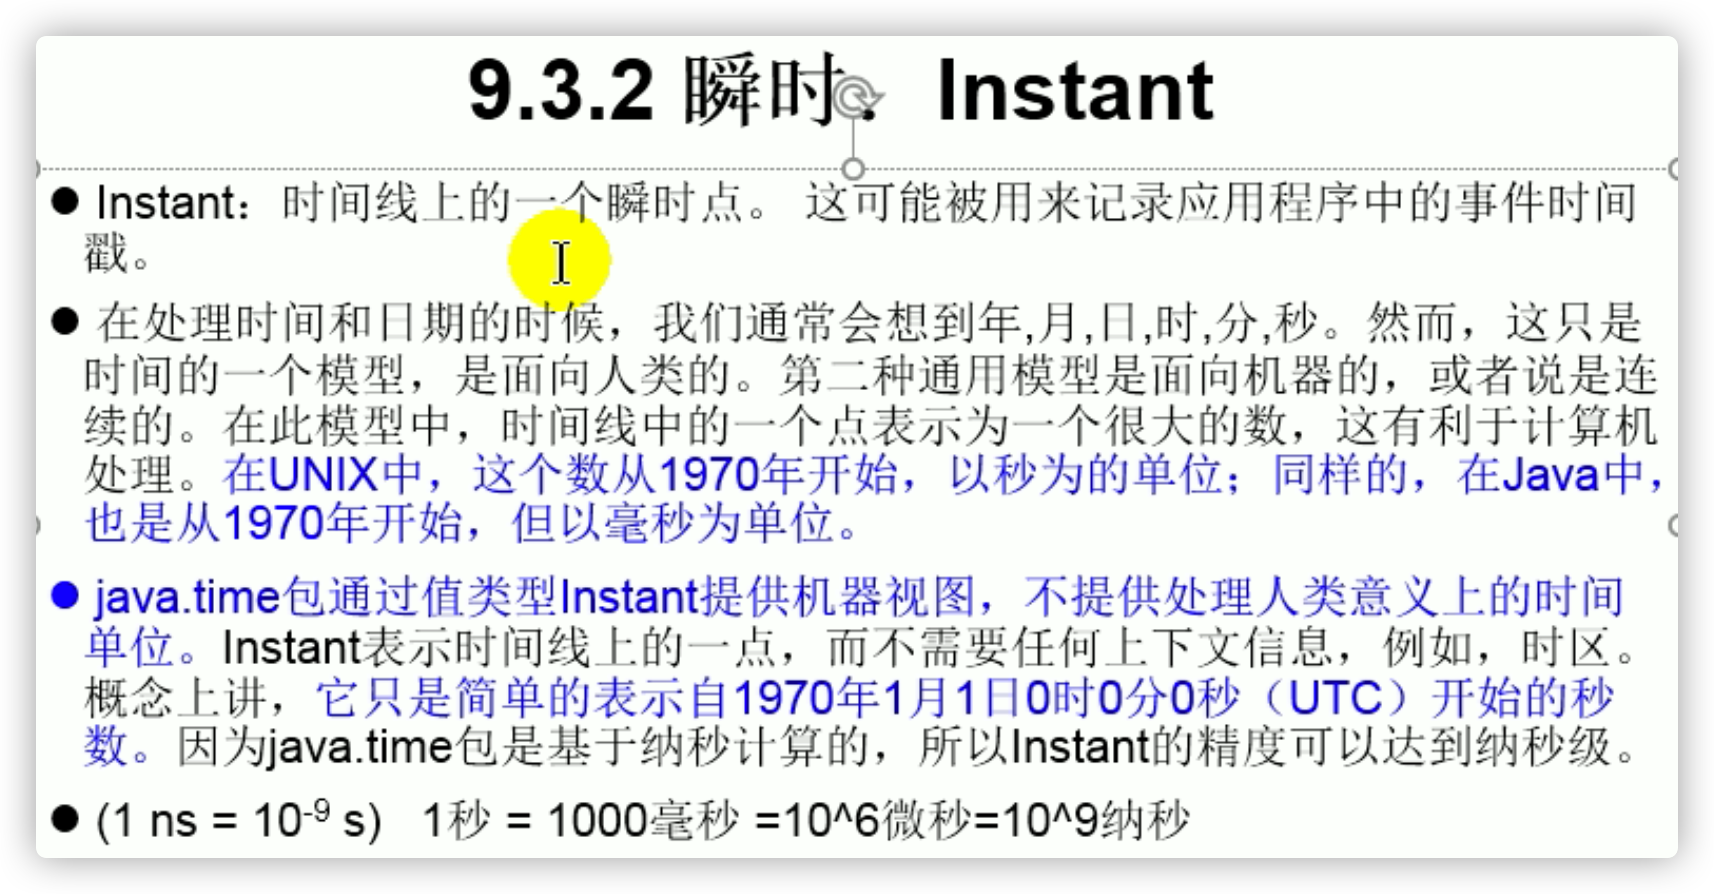 9.3.2 瞬时：Instant
● Instant：时间线上的一个瞬时点。 这可能被用来记录应用程序中的事件时间
戳。
● 在处理时间和日期的时候，我们通常会想到年,月,日,时,分,秒。然而，这只是
时间的一个模型，是面向人类的。第二种通用模型是面向机器的，或者说是连
续的。在此模型中，时间线中的一个点表示为一个很大的数，这有利于计算机
处理。在UNIX中，这个数从1970年开始，以秒为的单位；同样的，在Java中，
也是从1970年开始，但以毫秒为单位。
● java.time包通过值类型Instant提供机器视图，不提供处理人类意义上的时间
单位。Instant表示时间线上的一点，而不需要任何上下文信息，例如，时区。
概念上讲，它只是简单的表示自1970年1月1日0时0分0秒（UTC）开始的秒
数。因为java.time包是基于纳秒计算的，所以Instant的精度可以达到纳秒级。
● (1 ns = 10⁻⁹ s) 1秒 = 1000毫秒 =10^6微秒=10^9纳秒